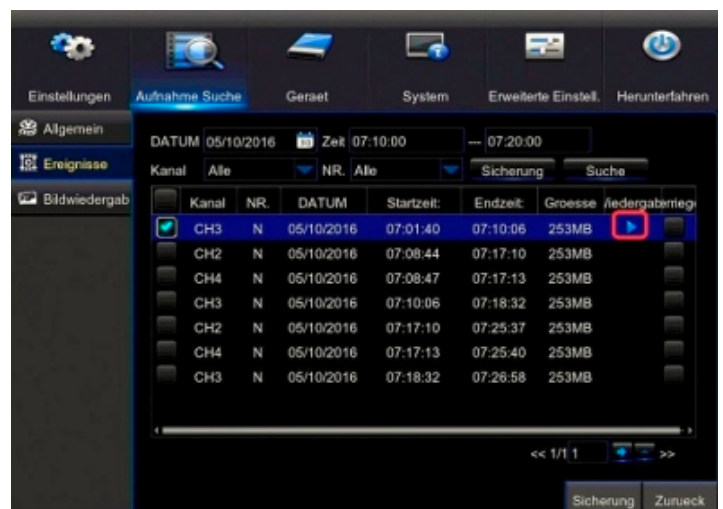 Einstellungen Aufnahme Suche Geraet System Erweiterte Einstell. Herunterfahren
Allgemein
Ereignisse
Bildwiedergab
DATUM 05/10/2016 Zeit 07:10:00 --- 07:20:00
Kanal Alle NR. Alle Sicherung Suche
Kanal NR. DATUM Startzeit: Endzeit: Groesse /iedergabe rriege
CH3 N 05/10/2016 07:01:40 07:10:06 253MB
CH2 N 05/10/2016 07:08:44 07:17:10 253MB
CH4 N 05/10/2016 07:08:47 07:17:13 253MB
CH3 N 05/10/2016 07:10:06 07:18:32 253MB
CH2 N 05/10/2016 07:17:10 07:25:37 253MB
CH4 N 05/10/2016 07:17:13 07:25:40 253MB
CH3 N 05/10/2016 07:18:32 07:26:58 253MB
<< 1/1 1 >>
Sicherung Zurueck